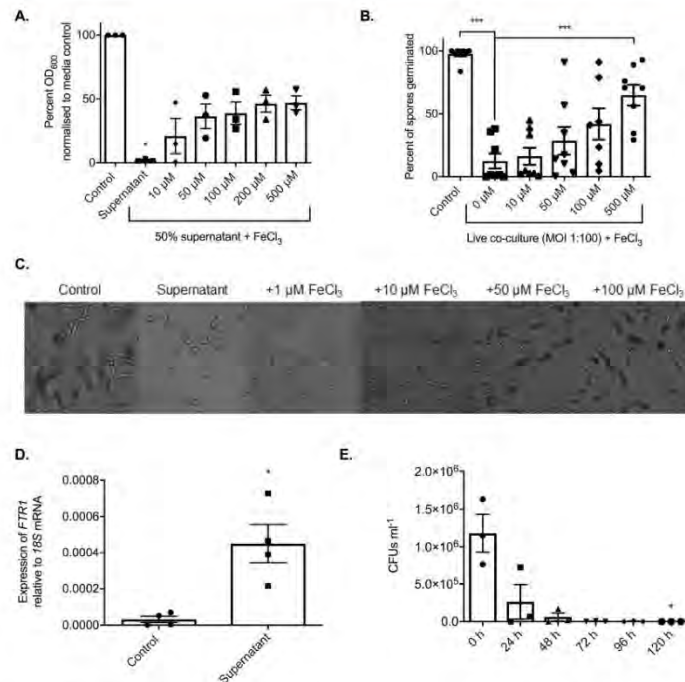 A.
Percent OD600
normalised to media control
100
50
0
Control
Supernatant
10 µM
50 µM
100 µM
200 µM
500 µM
*
50% supernatant + FeCl3
B.
Percent of spores germinated
100
50
0
***
***
Control
0 µM
10 µM
50 µM
100 µM
500 µM
Live co-culture (MOI 1:100) + FeCl3
C.
Control
Supernatant
+1 µM FeCl3
+10 µM FeCl3
+50 µM FeCl3
+100 µM FeCl3
D.
Expression of FTR1
relative to 18S mRNA
0.0008
0.0006
0.0004
0.0002
0.0000
*
Control
Supernatant
E.
CFUs ml-1
2.0×10^6
1.5×10^6
1.0×10^6
5.0×10^5
0.0
*
0 h
24 h
48 h
72 h
96 h
120 h